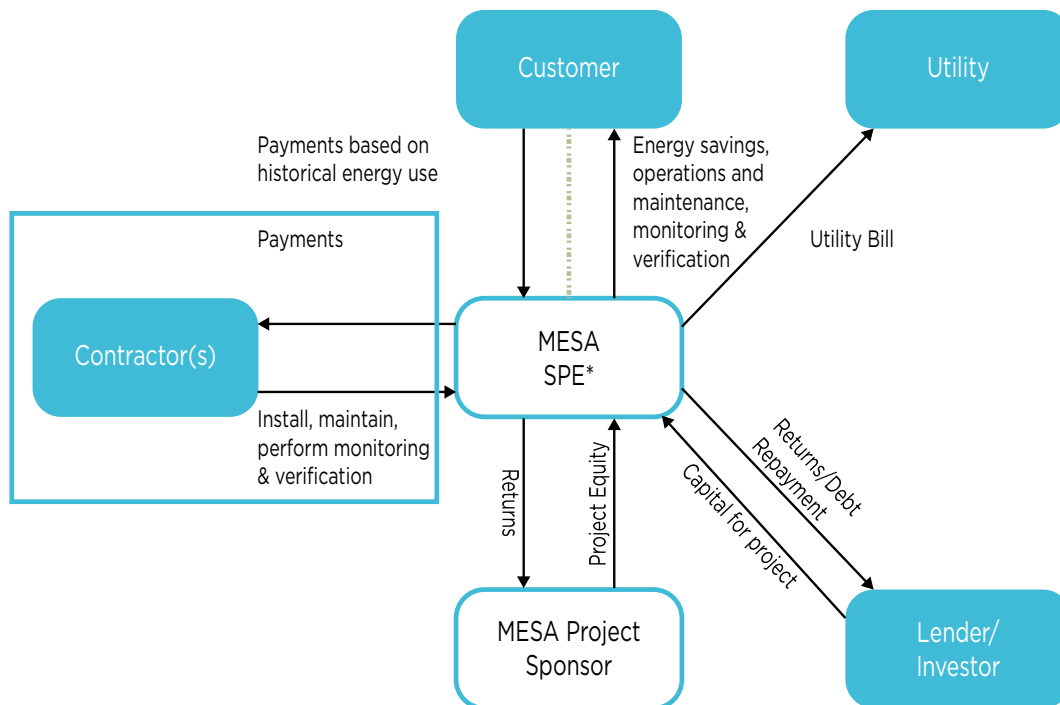 Customer
Utility
Payments based on
historical energy use
Energy savings,
operations and
maintenance,
monitoring &
verification
Payments
Utility Bill
Contractor(s)
MESA
SPE*
Install, maintain,
perform monitoring
& verification
Returns
Project Equity
Returns/Debt
Repayment
Capital for project
MESA Project
Sponsor
Lender/
Investor